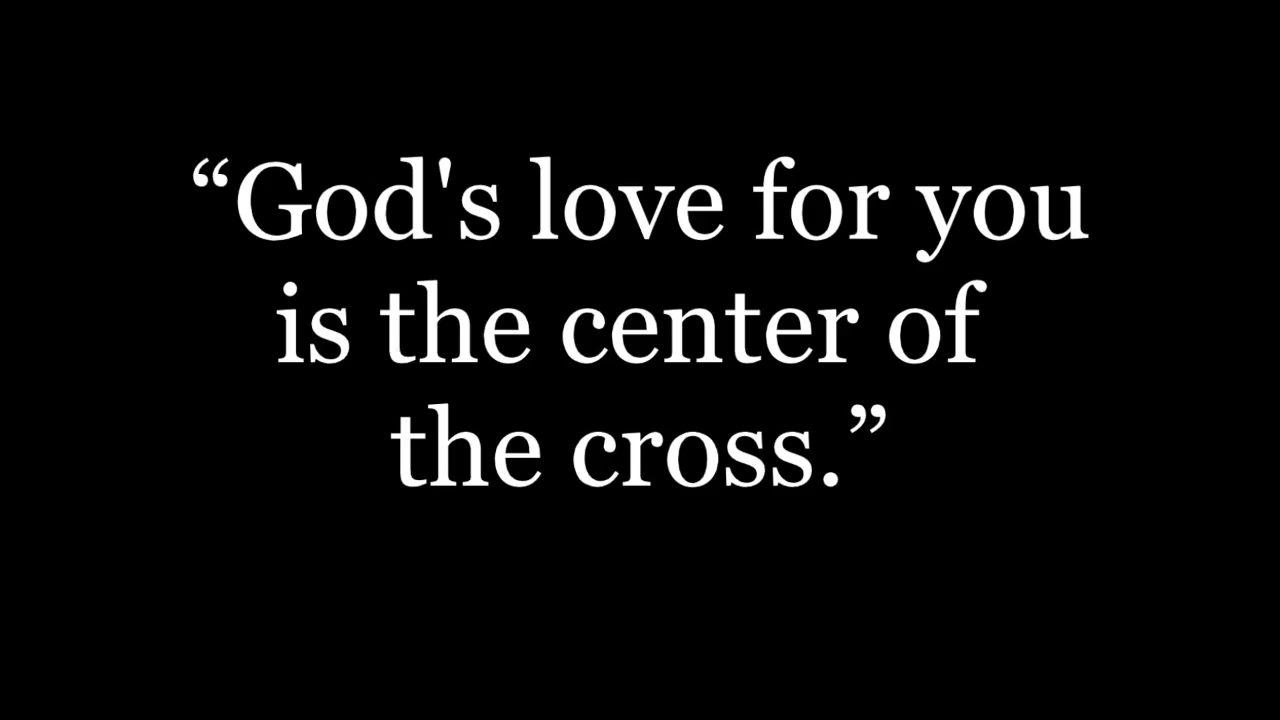 “God's love for you
is the center of
the cross.”